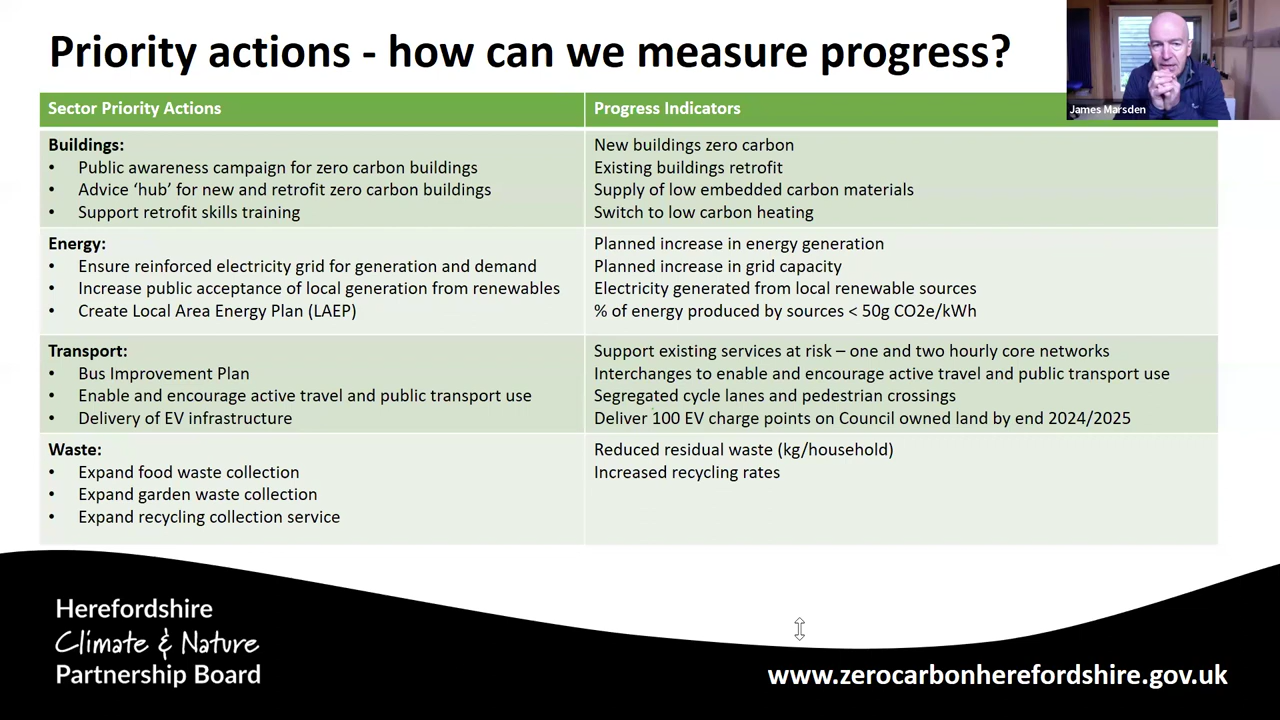 Priority actions - how can we measure progress?
James Marsden
Sector Priority Actions
Progress Indicators
Buildings:
• Public awareness campaign for zero carbon buildings
• Advice ‘hub’ for new and retrofit zero carbon buildings
• Support retrofit skills training
New buildings zero carbon
Existing buildings retrofit
Supply of low embedded carbon materials
Switch to low carbon heating
Energy:
• Ensure reinforced electricity grid for generation and demand
• Increase public acceptance of local generation from renewables
• Create Local Area Energy Plan (LAEP)
Planned increase in energy generation
Planned increase in grid capacity
Electricity generated from local renewable sources
% of energy produced by sources < 50g CO2e/kWh
Transport:
• Bus Improvement Plan
• Enable and encourage active travel and public transport use
• Delivery of EV infrastructure
Support existing services at risk – one and two hourly core networks
Interchanges to enable and encourage active travel and public transport use
Segregated cycle lanes and pedestrian crossings
Deliver 100 EV charge points on Council owned land by end 2024/2025
Waste:
• Expand food waste collection
• Expand garden waste collection
• Expand recycling collection service
Reduced residual waste (kg/household)
Increased recycling rates
Herefordshire
Climate & Nature
Partnership Board
www.zerocarbonherefordshire.gov.uk